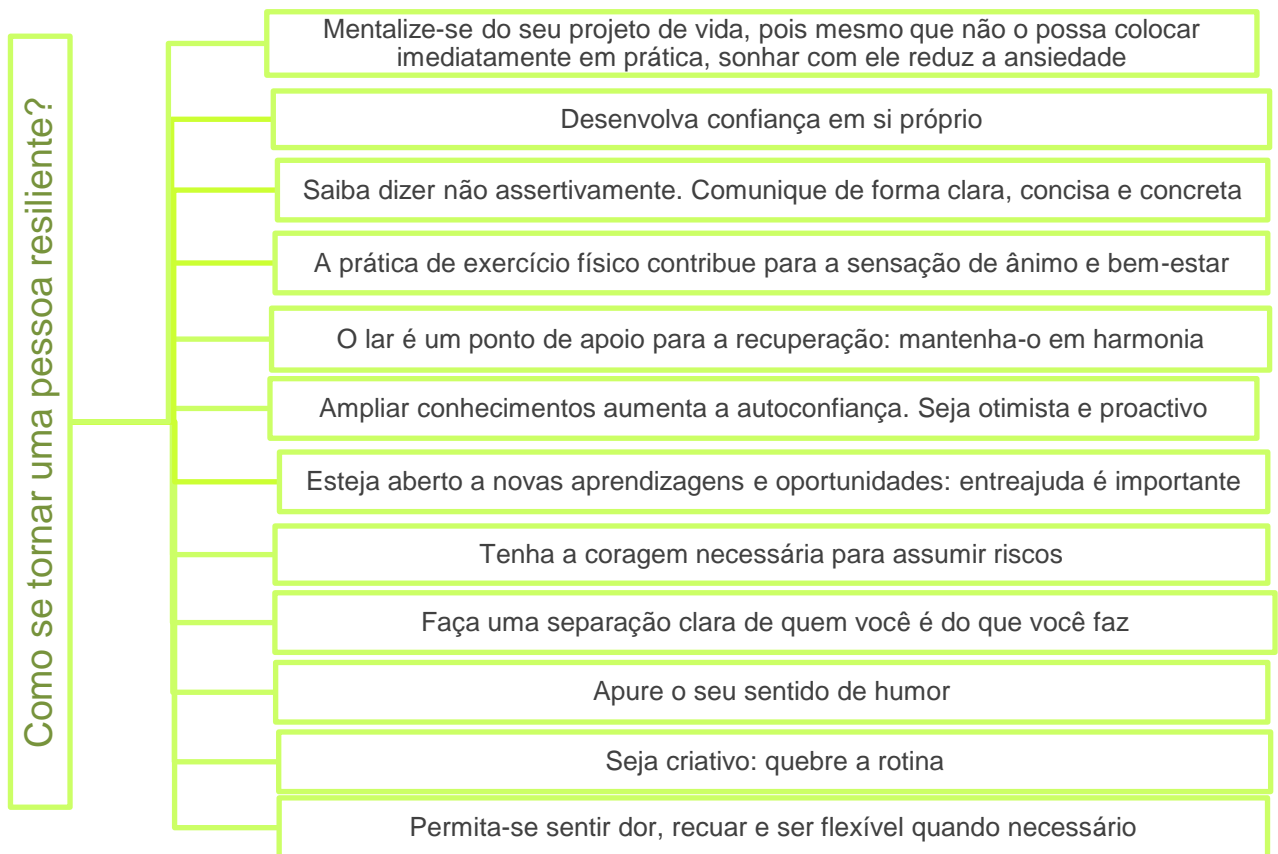 Como se tornar uma pessoa resiliente?
Mentalize-se do seu projeto de vida, pois mesmo que não o possa colocar
imediatamente em prática, sonhar com ele reduz a ansiedade
Desenvolva confiança em si próprio
Saiba dizer não assertivamente. Comunique de forma clara, concisa e concreta
A prática de exercício físico contribue para a sensação de ânimo e bem-estar
O lar é um ponto de apoio para a recuperação: mantenha-o em harmonia
Ampliar conhecimentos aumenta a autoconfiança. Seja otimista e proactivo
Esteja aberto a novas aprendizagens e oportunidades: entreajuda é importante
Tenha a coragem necessária para assumir riscos
Faça uma separação clara de quem você é do que você faz
Apure o seu sentido de humor
Seja criativo: quebre a rotina
Permita-se sentir dor, recuar e ser flexível quando necessário